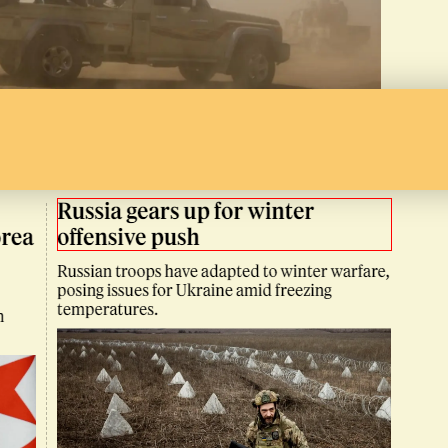 Russia gears up for winter
rea
offensive push
Russian troops have adapted to winter warfare,
posing issues for Ukraine amid freezing
temperatures.
n